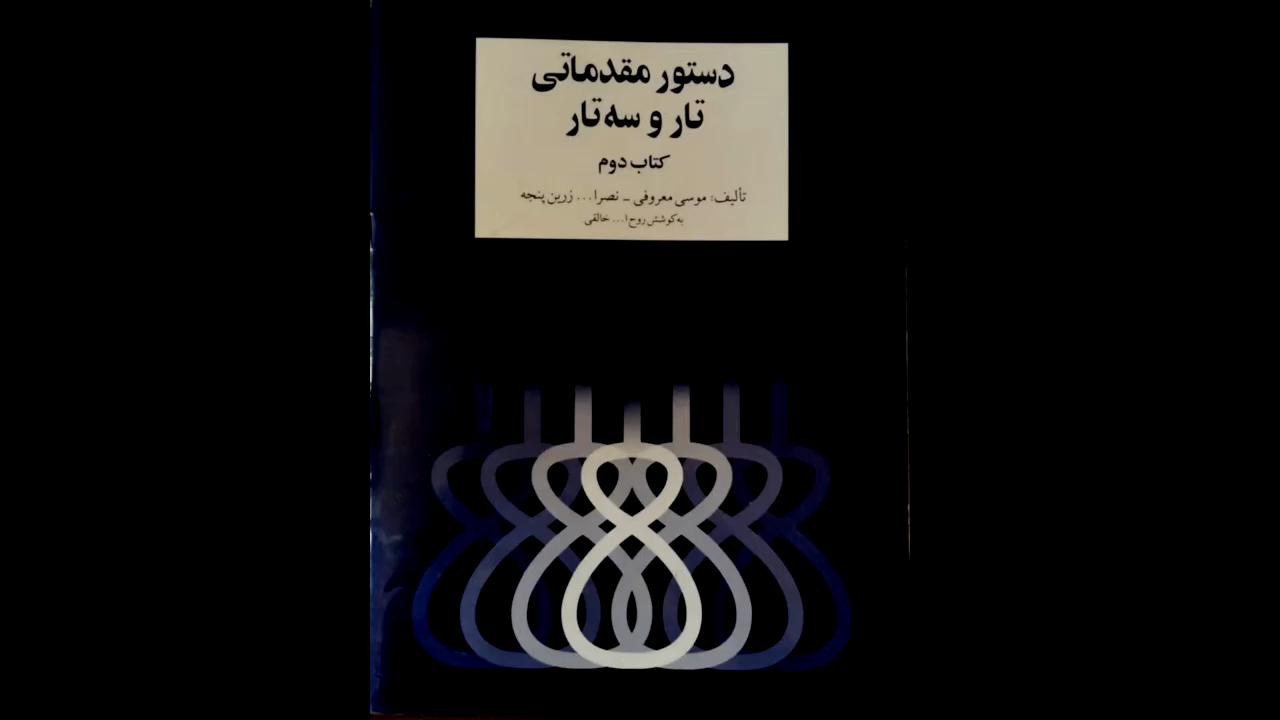 دستور مقدماتی
تار و سه‌تار
کتاب دوم
تألیف: موسی معروفی - نصرا... زرین پنجه
به‌کوشش روح ا... خالقی